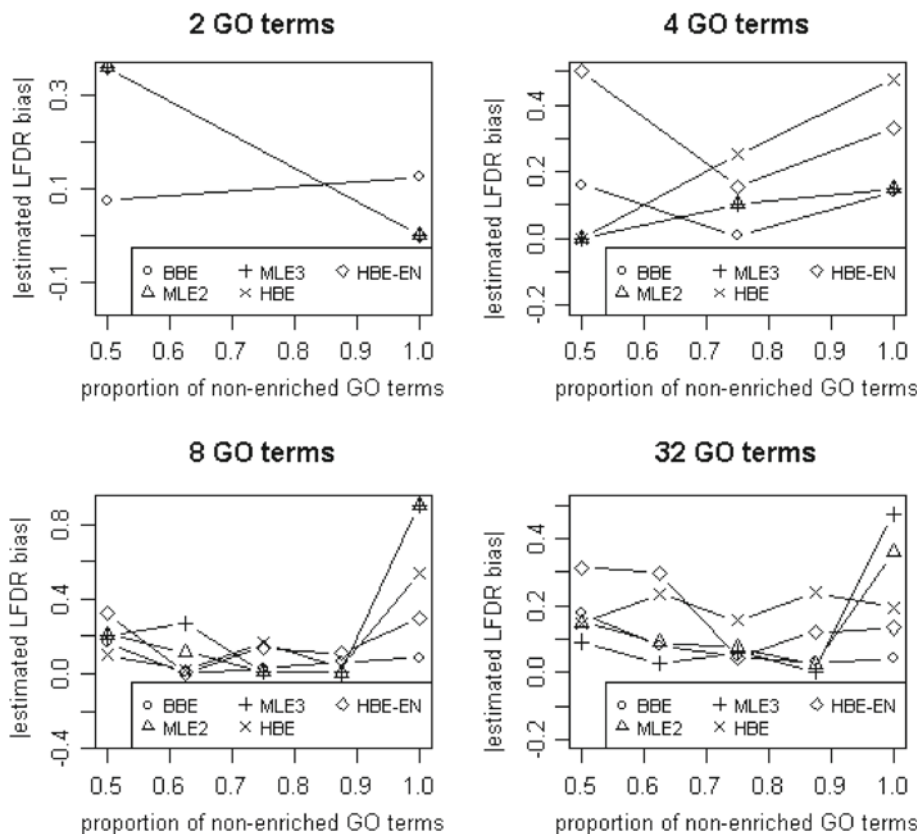 2 GO terms
|estimated LFDR bias|
0.3
0.1
-0.1
BBE MLE3 HBE-EN
MLE2 HBE
0.5 0.6 0.7 0.8 0.9 1.0
proportion of non-enriched GO terms
4 GO terms
|estimated LFDR bias|
0.4
0.2
0.0
-0.2
BBE MLE3 HBE-EN
MLE2 HBE
0.5 0.6 0.7 0.8 0.9 1.0
proportion of non-enriched GO terms
8 GO terms
|estimated LFDR bias|
0.8
0.4
0.0
-0.4
BBE MLE3 HBE-EN
MLE2 HBE
0.5 0.6 0.7 0.8 0.9 1.0
proportion of non-enriched GO terms
32 GO terms
|estimated LFDR bias|
0.4
0.2
0.0
-0.2
BBE MLE3 HBE-EN
MLE2 HBE
0.5 0.6 0.7 0.8 0.9 1.0
proportion of non-enriched GO terms